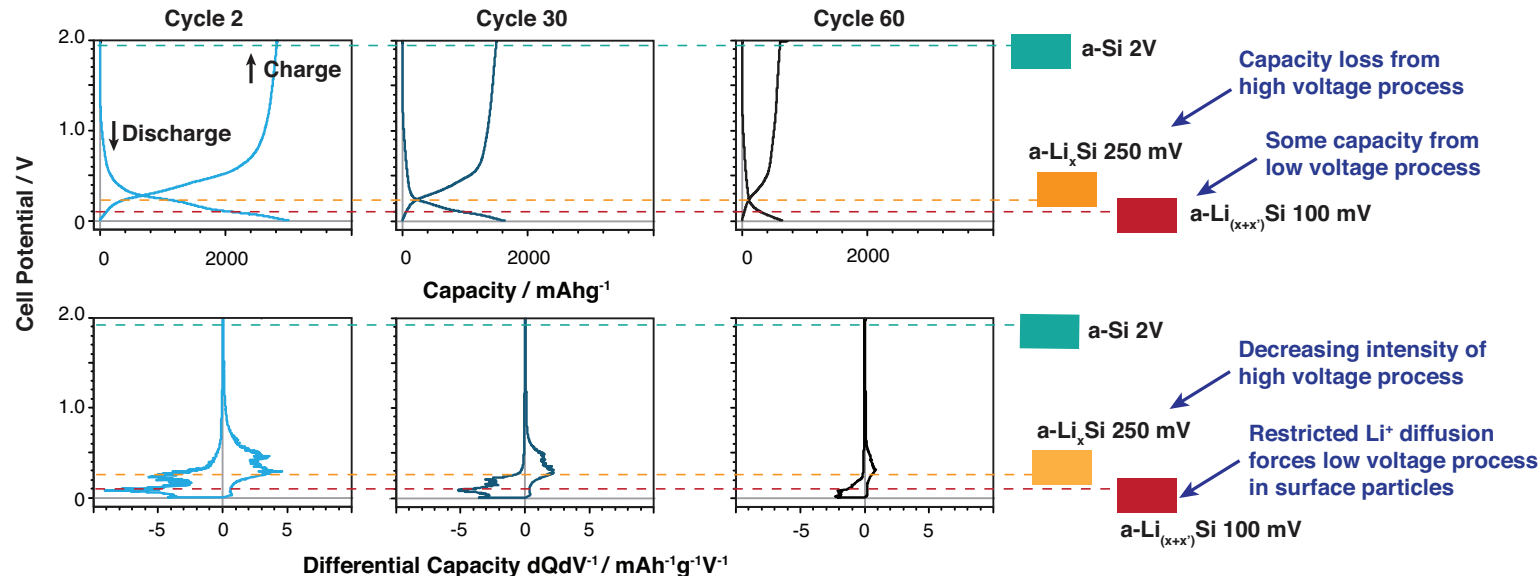 Cycle 2
Cycle 30
Cycle 60
Cell Potential / V
2.0
1.0
0
Charge
Discharge
0
2000
0
2000
0
2000
Capacity / mAhg⁻¹
a-Si 2V
Capacity loss from
high voltage process
a-LiₓSi 250 mV
Some capacity from
low voltage process
a-Li₍ₓ₊ₓ'₎Si 100 mV
2.0
1.0
0
-5
0
5
-5
0
5
-5
0
5
Differential Capacity dQdV⁻¹ / mAh⁻¹g⁻¹V⁻¹
a-Si 2V
Decreasing intensity of
high voltage process
a-LiₓSi 250 mV
Restricted Li⁺ diffusion
forces low voltage process
in surface particles
a-Li₍ₓ₊ₓ'₎Si 100 mV